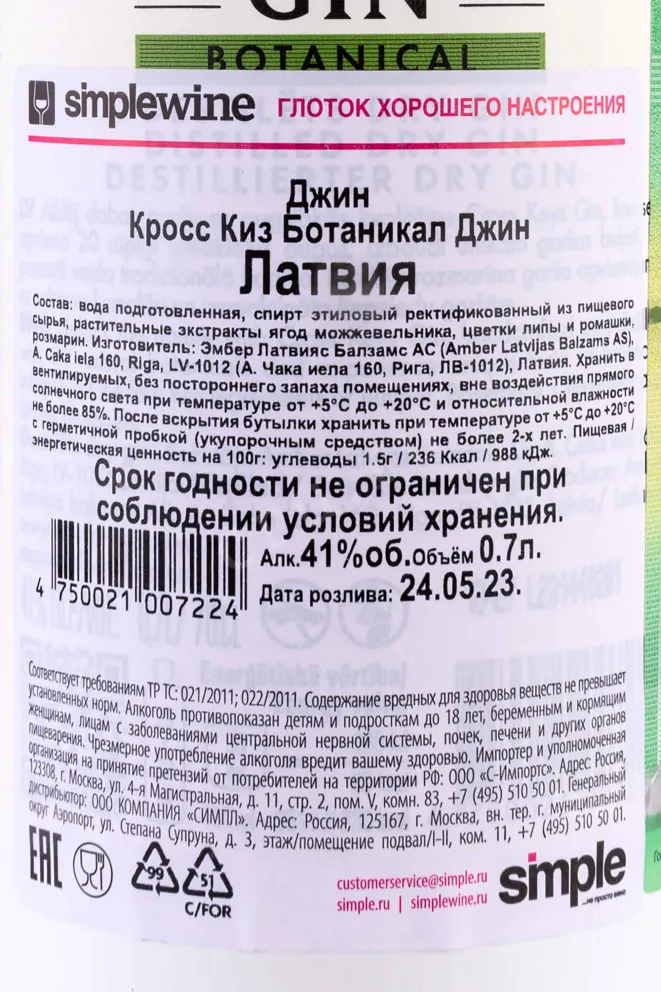 GIN
BOTANICAL
simplewine ГЛОТОК ХОРОШЕГО НАСТРОЕНИЯ
DISTILLED DRY GIN
DESTILLIERTER DRY GIN
Джин
Кросс Киз Ботаникал Джин
Латвия
Состав: вода подготовленная, спирт этиловый ректификованный из пищевого
сырья, растительные экстракты ягод можжевельника, цветки липы и ромашки,
розмарин. Изготовитель: Эмбер Латвияс Балзамс АС (Amber Latvijas Balzams AS),
A. Caka iela 160, Riga, LV-1012 (А. Чака иела 160, Рига, ЛВ-1012), Латвия. Хранить в
вентилируемых, без постороннего запаха помещениях, вне воздействия прямого
солнечного света при температуре от +5°С до +20°С и относительной влажности
не более 85%. После вскрытия бутылки хранить при температуре от +5°С до +20°С
с герметичной пробкой (укупорочным средством) не более 2-х лет. Пищевая /
энергетическая ценность на 100г: углеводы 1.5г / 236 Ккал / 988 кДж.
Срок годности не ограничен при
соблюдении условий хранения.
Алк. 41%об. Объём 0.7л.
Дата розлива: 24.05.23.
4 750021 007224
Соответствует требованиям ТР ТС: 021/2011; 022/2011. Содержание вредных для здоровья веществ не превышает
установленных норм. Алкоголь противопоказан детям и подросткам до 18 лет, беременным и кормящим
женщинам, лицам с заболеваниями центральной нервной системы, почек, печени и других органов
пищеварения. Чрезмерное употребление алкоголя вредит вашему здоровью. Импортер и уполномоченная
организация на принятие претензий от потребителей на территории РФ: ООО «С-Импорто». Адрес: Россия,
123308, г. Москва, ул. 4-я Магистральная, д. 11, стр. 2, пом. V, комн. 83, +7 (495) 510 50 01. Генеральный
дистрибьютор: ООО КОМПАНИЯ «СИМПЛ». Адрес: Россия, 125167, г. Москва, вн. тер. г. муниципальный
округ Аэропорт, ул. Степана Супруна, д. 3, этаж/помещение подвал/I-II, ком. 11, +7 (495) 510 50 01.
EAC
99
51
C/FOR
customerservice@simple.ru
simple.ru | simplewine.ru
simple
...не просто вино